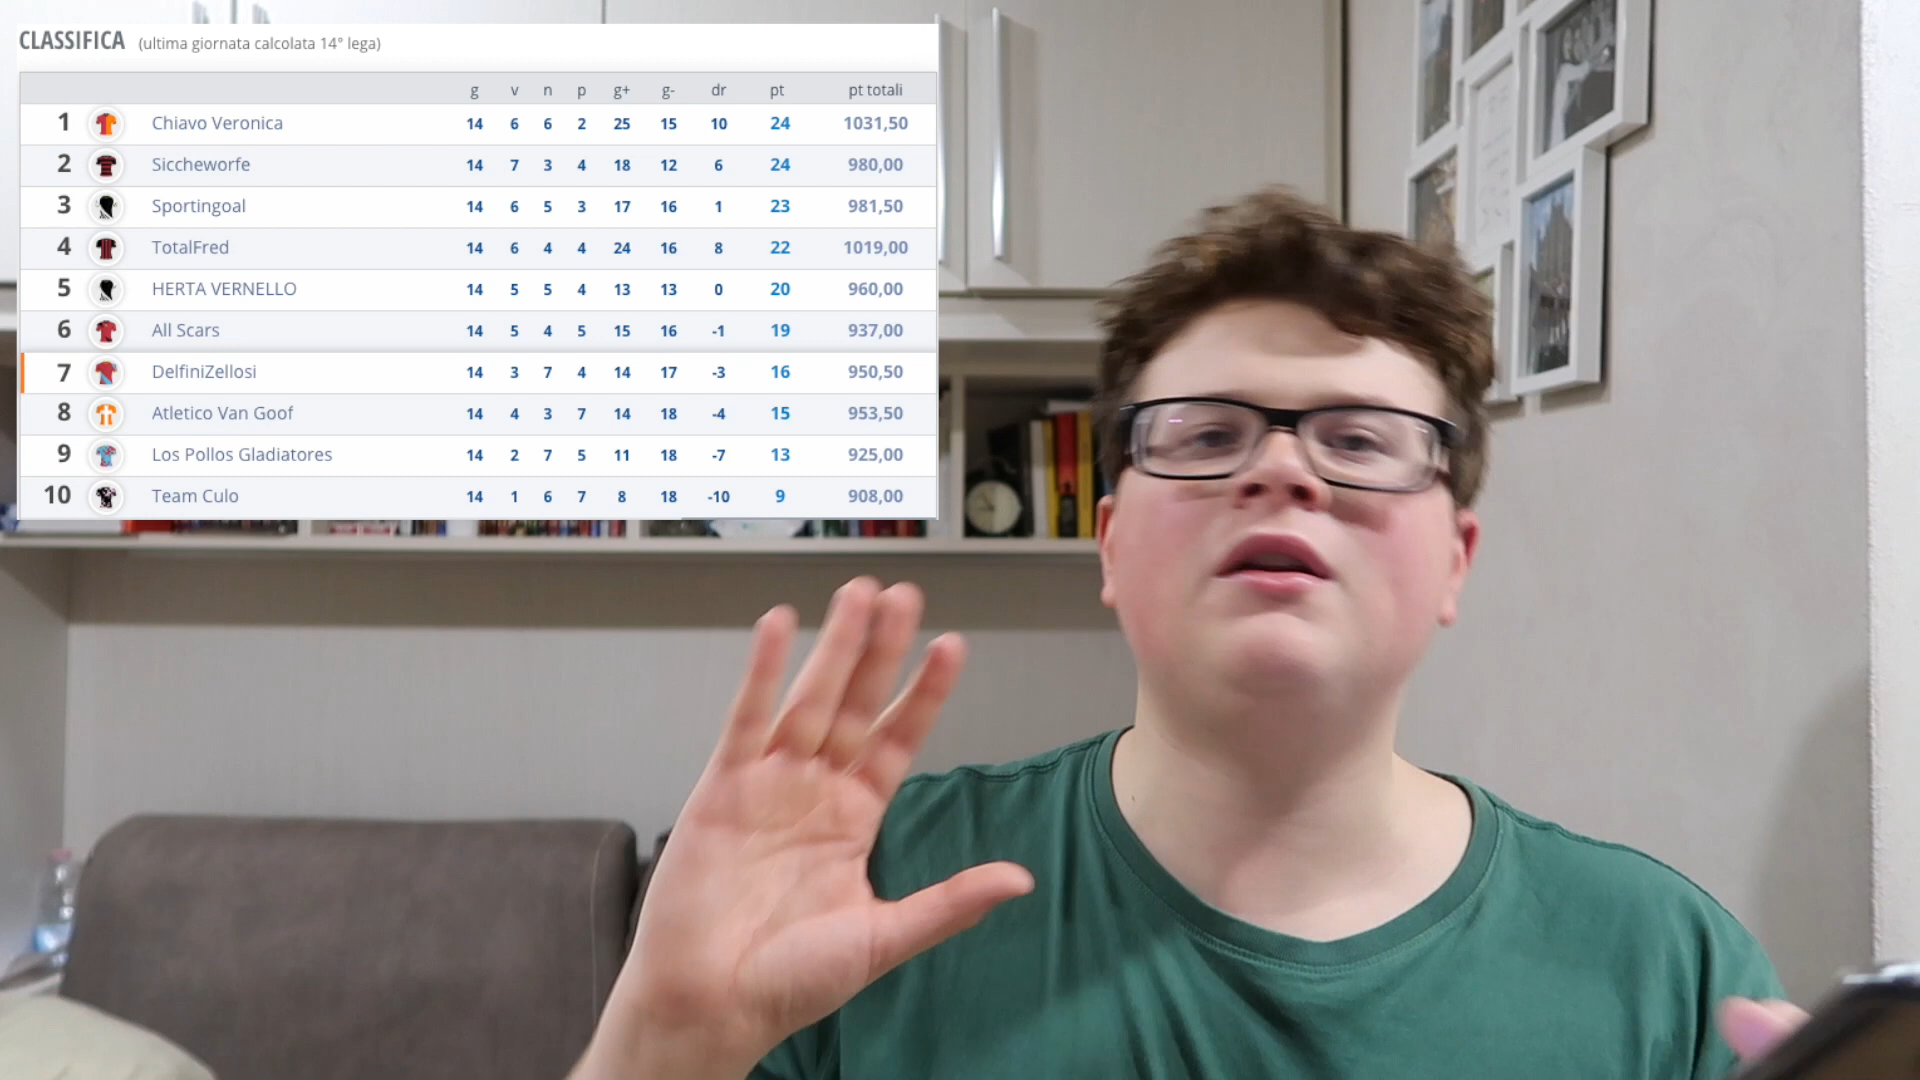 CLASSIFICA (ultima giornata calcolata 14° lega)
g v n p g+ g- dr pt pt totali
1 Chiavo Veronica 14 6 6 2 25 15 10 24 1031,50
2 Siccheworfe 14 7 3 4 18 12 6 24 980,00
3 Sportingoal 14 6 5 3 17 16 1 23 981,50
4 TotalFred 14 6 4 4 24 16 8 22 1019,00
5 HERTA VERNELLO 14 5 5 4 13 13 0 20 960,00
6 All Scars 14 5 4 5 15 16 -1 19 937,00
7 DelfiniZellosi 14 3 7 4 14 17 -3 16 950,50
8 Atletico Van Goof 14 4 3 7 14 18 -4 15 953,50
9 Los Pollos Gladiatores 14 2 7 5 11 18 -7 13 925,00
10 Team Culo 14 1 6 7 8 18 -10 9 908,00